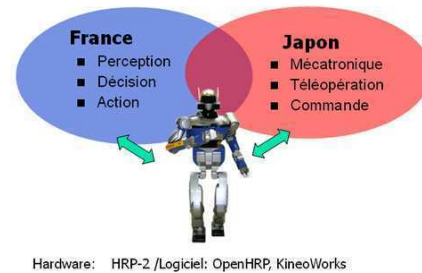 France
■ Perception
■ Décision
■ Action
Japon
■ Mécatronique
■ Téléopération
■ Commande
Hardware: HRP-2 /Logiciel: OpenHRP, KineoWorks